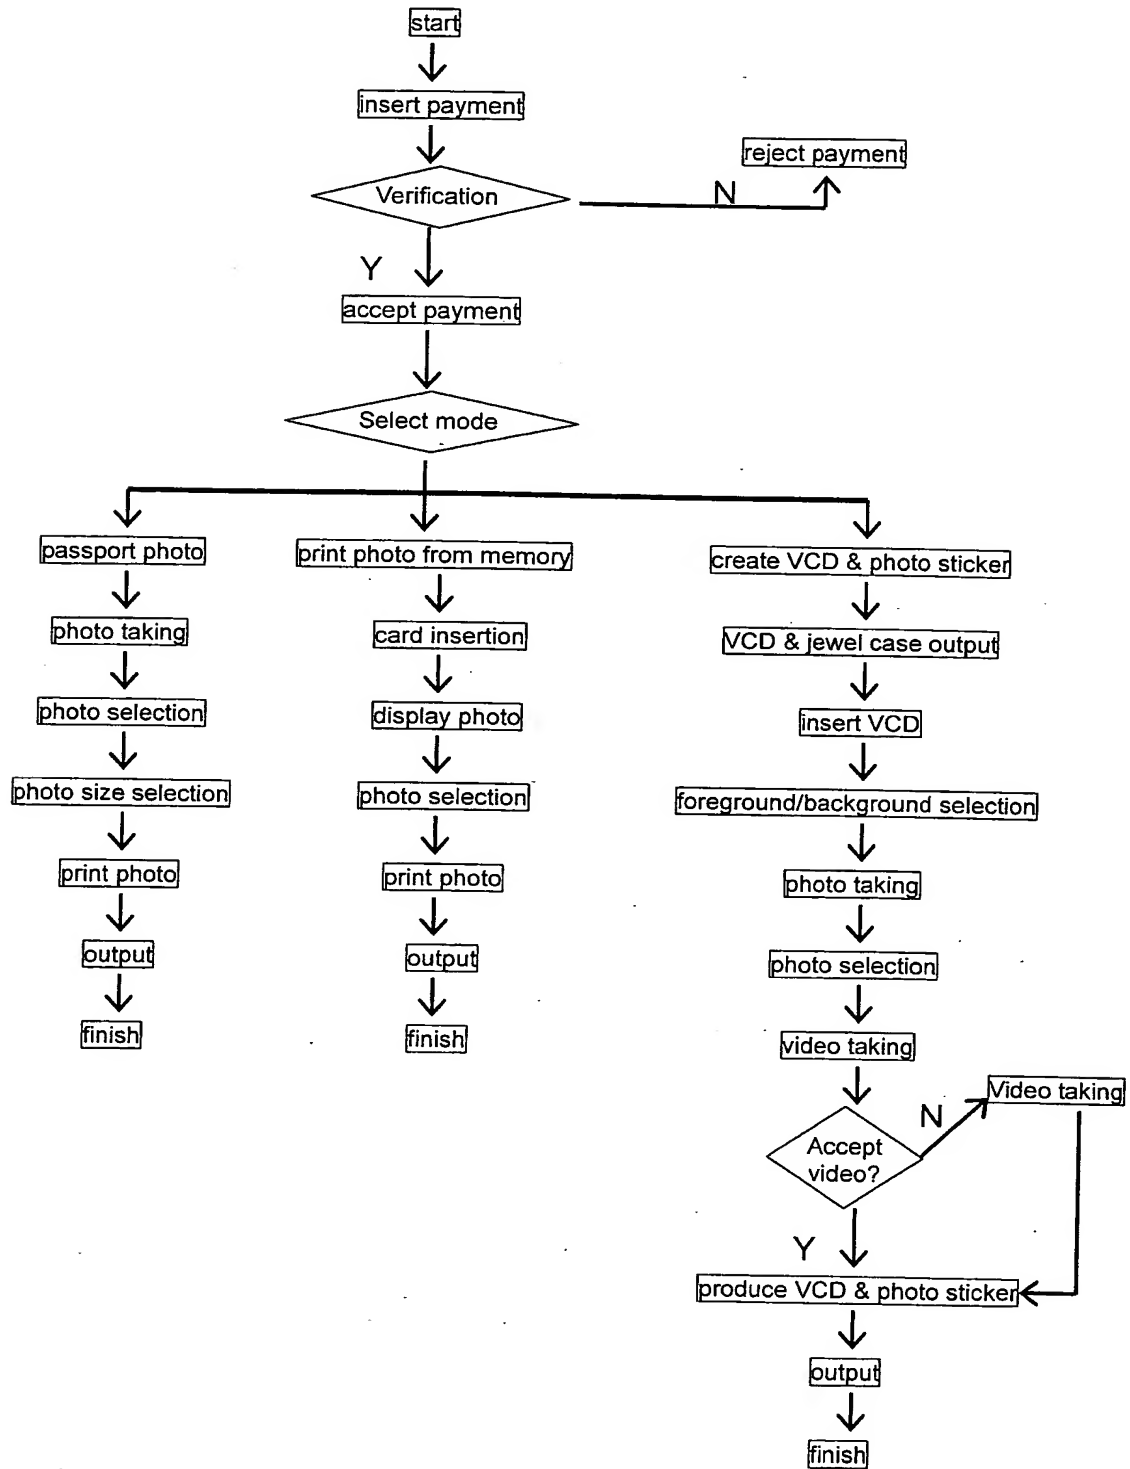 start
insert payment
reject payment
Verification
N
Y
accept payment
Select mode
passport photo
photo taking
photo selection
photo size selection
print photo
output
finish
print photo from memory
card insertion
display photo
photo selection
print photo
output
finish
create VCD & photo sticker
VCD & jewel case output
insert VCD
foreground/background selection
photo taking
photo selection
video taking
Video taking
N
Accept
video?
Y
produce VCD & photo sticker
output
finish